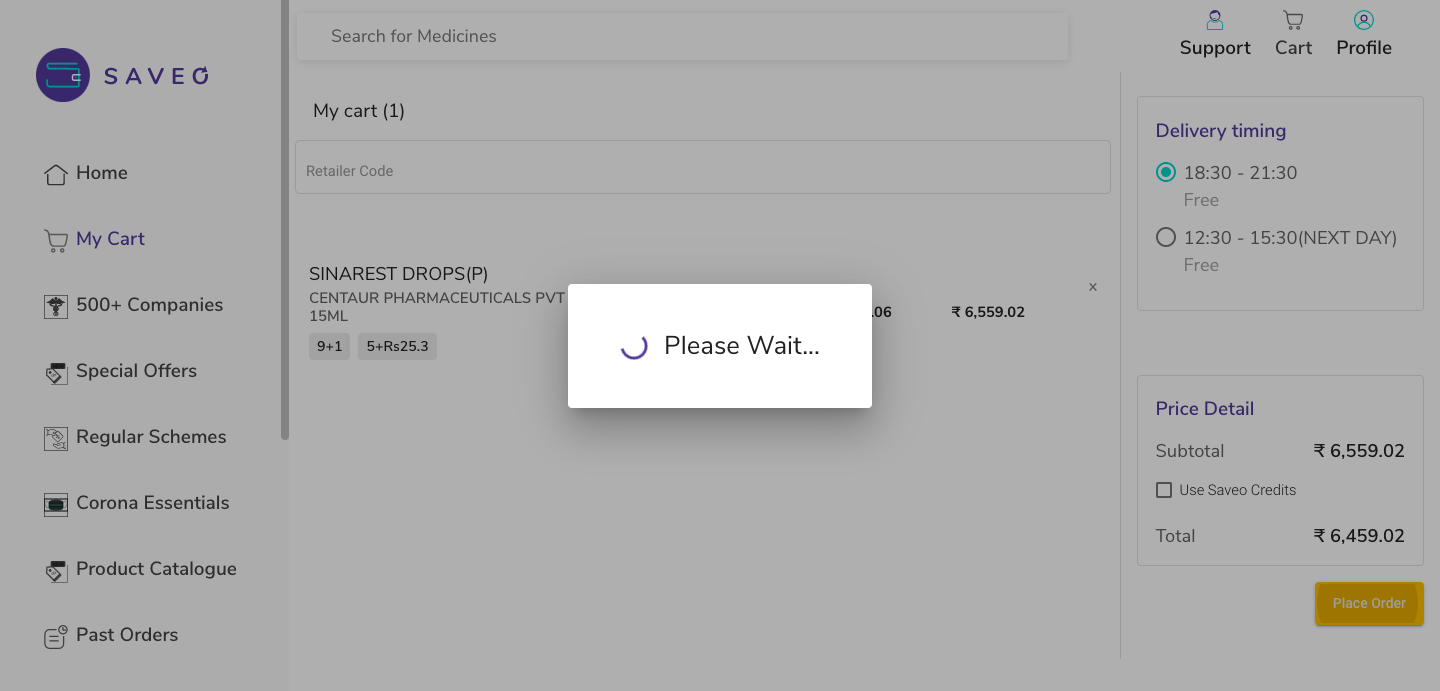 SAVEO
Home
My Cart
500+ Companies
Special Offers
Regular Schemes
Corona Essentials
Product Catalogue
Past Orders
Search for Medicines
Support
Cart
Profile
My cart (1)
Retailer Code
SINAREST DROPS(P)
CENTAUR PHARMACEUTICALS PVT
15ML
9+1
5+Rs25.3
.06
₹ 6,559.02
x
Please Wait...
Delivery timing
18:30 - 21:30
Free
12:30 - 15:30(NEXT DAY)
Free
Price Detail
Subtotal ₹ 6,559.02
Use Saveo Credits
Total ₹ 6,459.02
Place Order